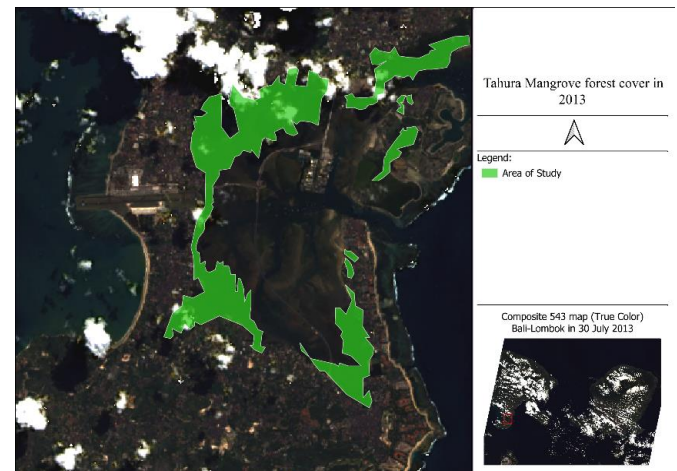 Tahura Mangrove forest cover in
2013
Legend:
Area of Study
Composite 543 map (True Color)
Bali-Lombok in 30 July 2013